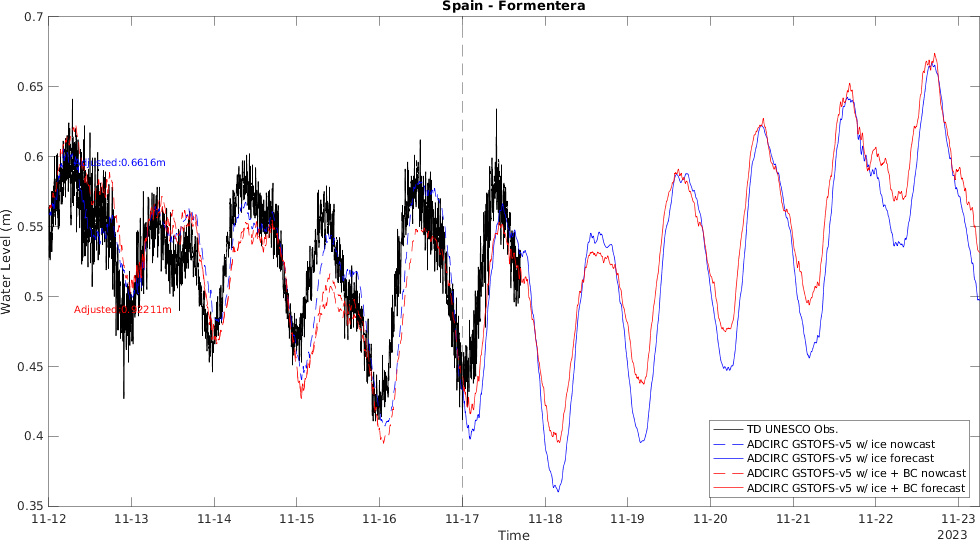 Spain - Formentera
0.7
0.65
0.6
0.55
0.5
0.45
0.4
0.35
Water Level (m)
Adjusted:0.6616m
11-12
11-13
11-14
11-15
11-16
11-17
11-18
11-19
11-20
11-21
11-22
11-23
2023
Time
TD UNESCO Obs.
ADCIRC GSTOFS-v5 w/ ice nowcast
ADCIRC GSTOFS-v5 w/ ice forecast
ADCIRC GSTOFS-v5 w/ ice + BC nowcast
ADCIRC GSTOFS-v5 w/ ice + BC forecast